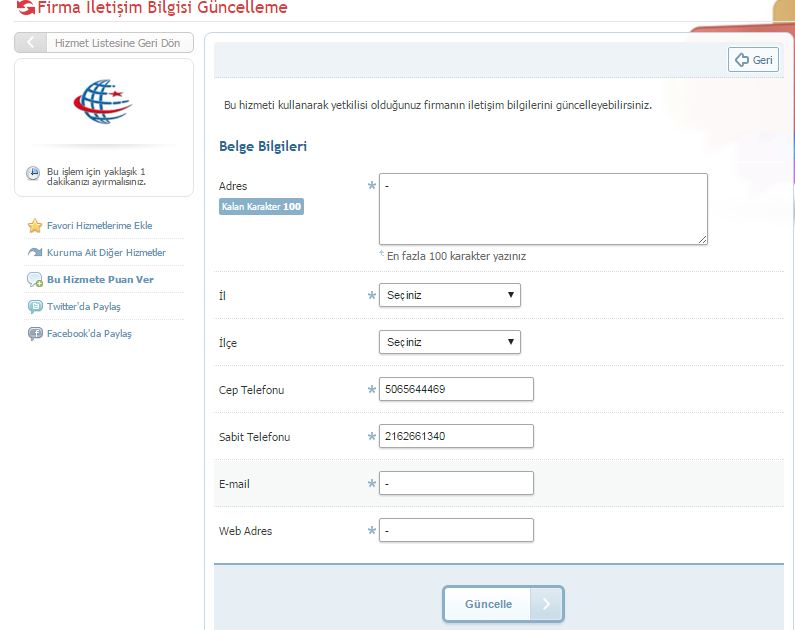 Firma İletişim Bilgisi Güncelleme
Hizmet Listesine Geri Dön
Geri
Bu işlem için yaklaşık 1
dakikanızı ayırmalısınız.
Favori Hizmetlerime Ekle
Kuruma Ait Diğer Hizmetler
Bu Hizmete Puan Ver
Twitter'da Paylaş
Facebook'da Paylaş
Bu hizmeti kullanarak yetkilisi olduğunuz firmanın iletişim bilgilerini güncelleyebilirsiniz.
Belge Bilgileri
Adres * -
Kalan Karakter 100
* En fazla 100 karakter yazınız
İl * Seçiniz
İlçe Seçiniz
Cep Telefonu * 5065644469
Sabit Telefonu * 2162661340
E-mail * -
Web Adres * -
Güncelle